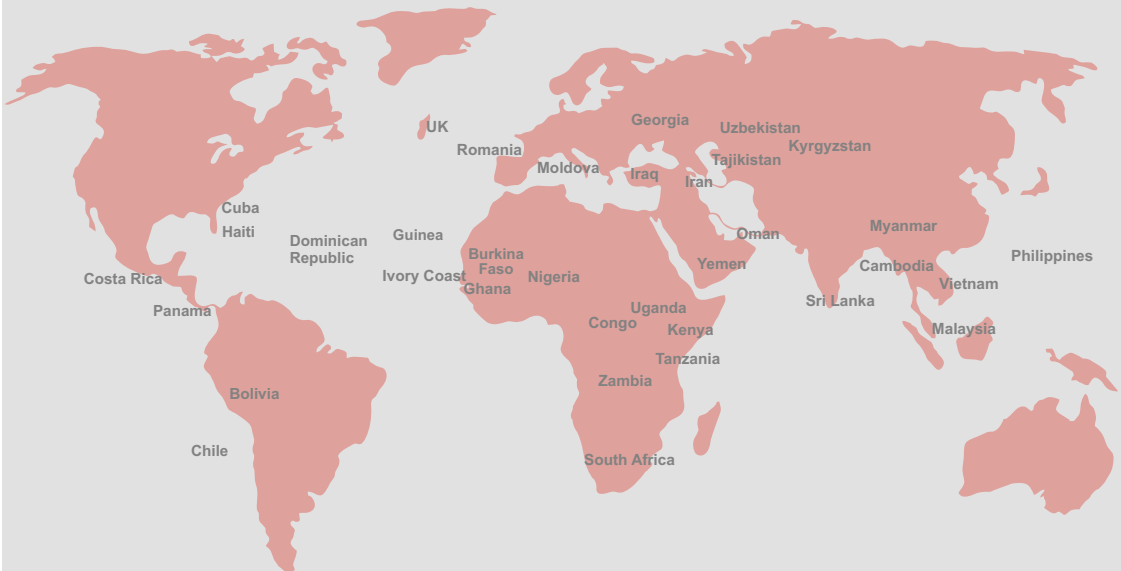 UK
Georgia
Uzbekistan
Kyrgyzstan
Romania
Moldova
Tajikistan
Iraq
Iran
Cuba
Haiti
Dominican
Republic
Guinea
Burkina
Faso
Myanmar
Oman
Philippines
Costa Rica
Ivory Coast
Ghana
Nigeria
Yemen
Cambodia
Vietnam
Panama
Uganda
Sri Lanka
Congo
Kenya
Malaysia
Tanzania
Zambia
Bolivia
Chile
South Africa